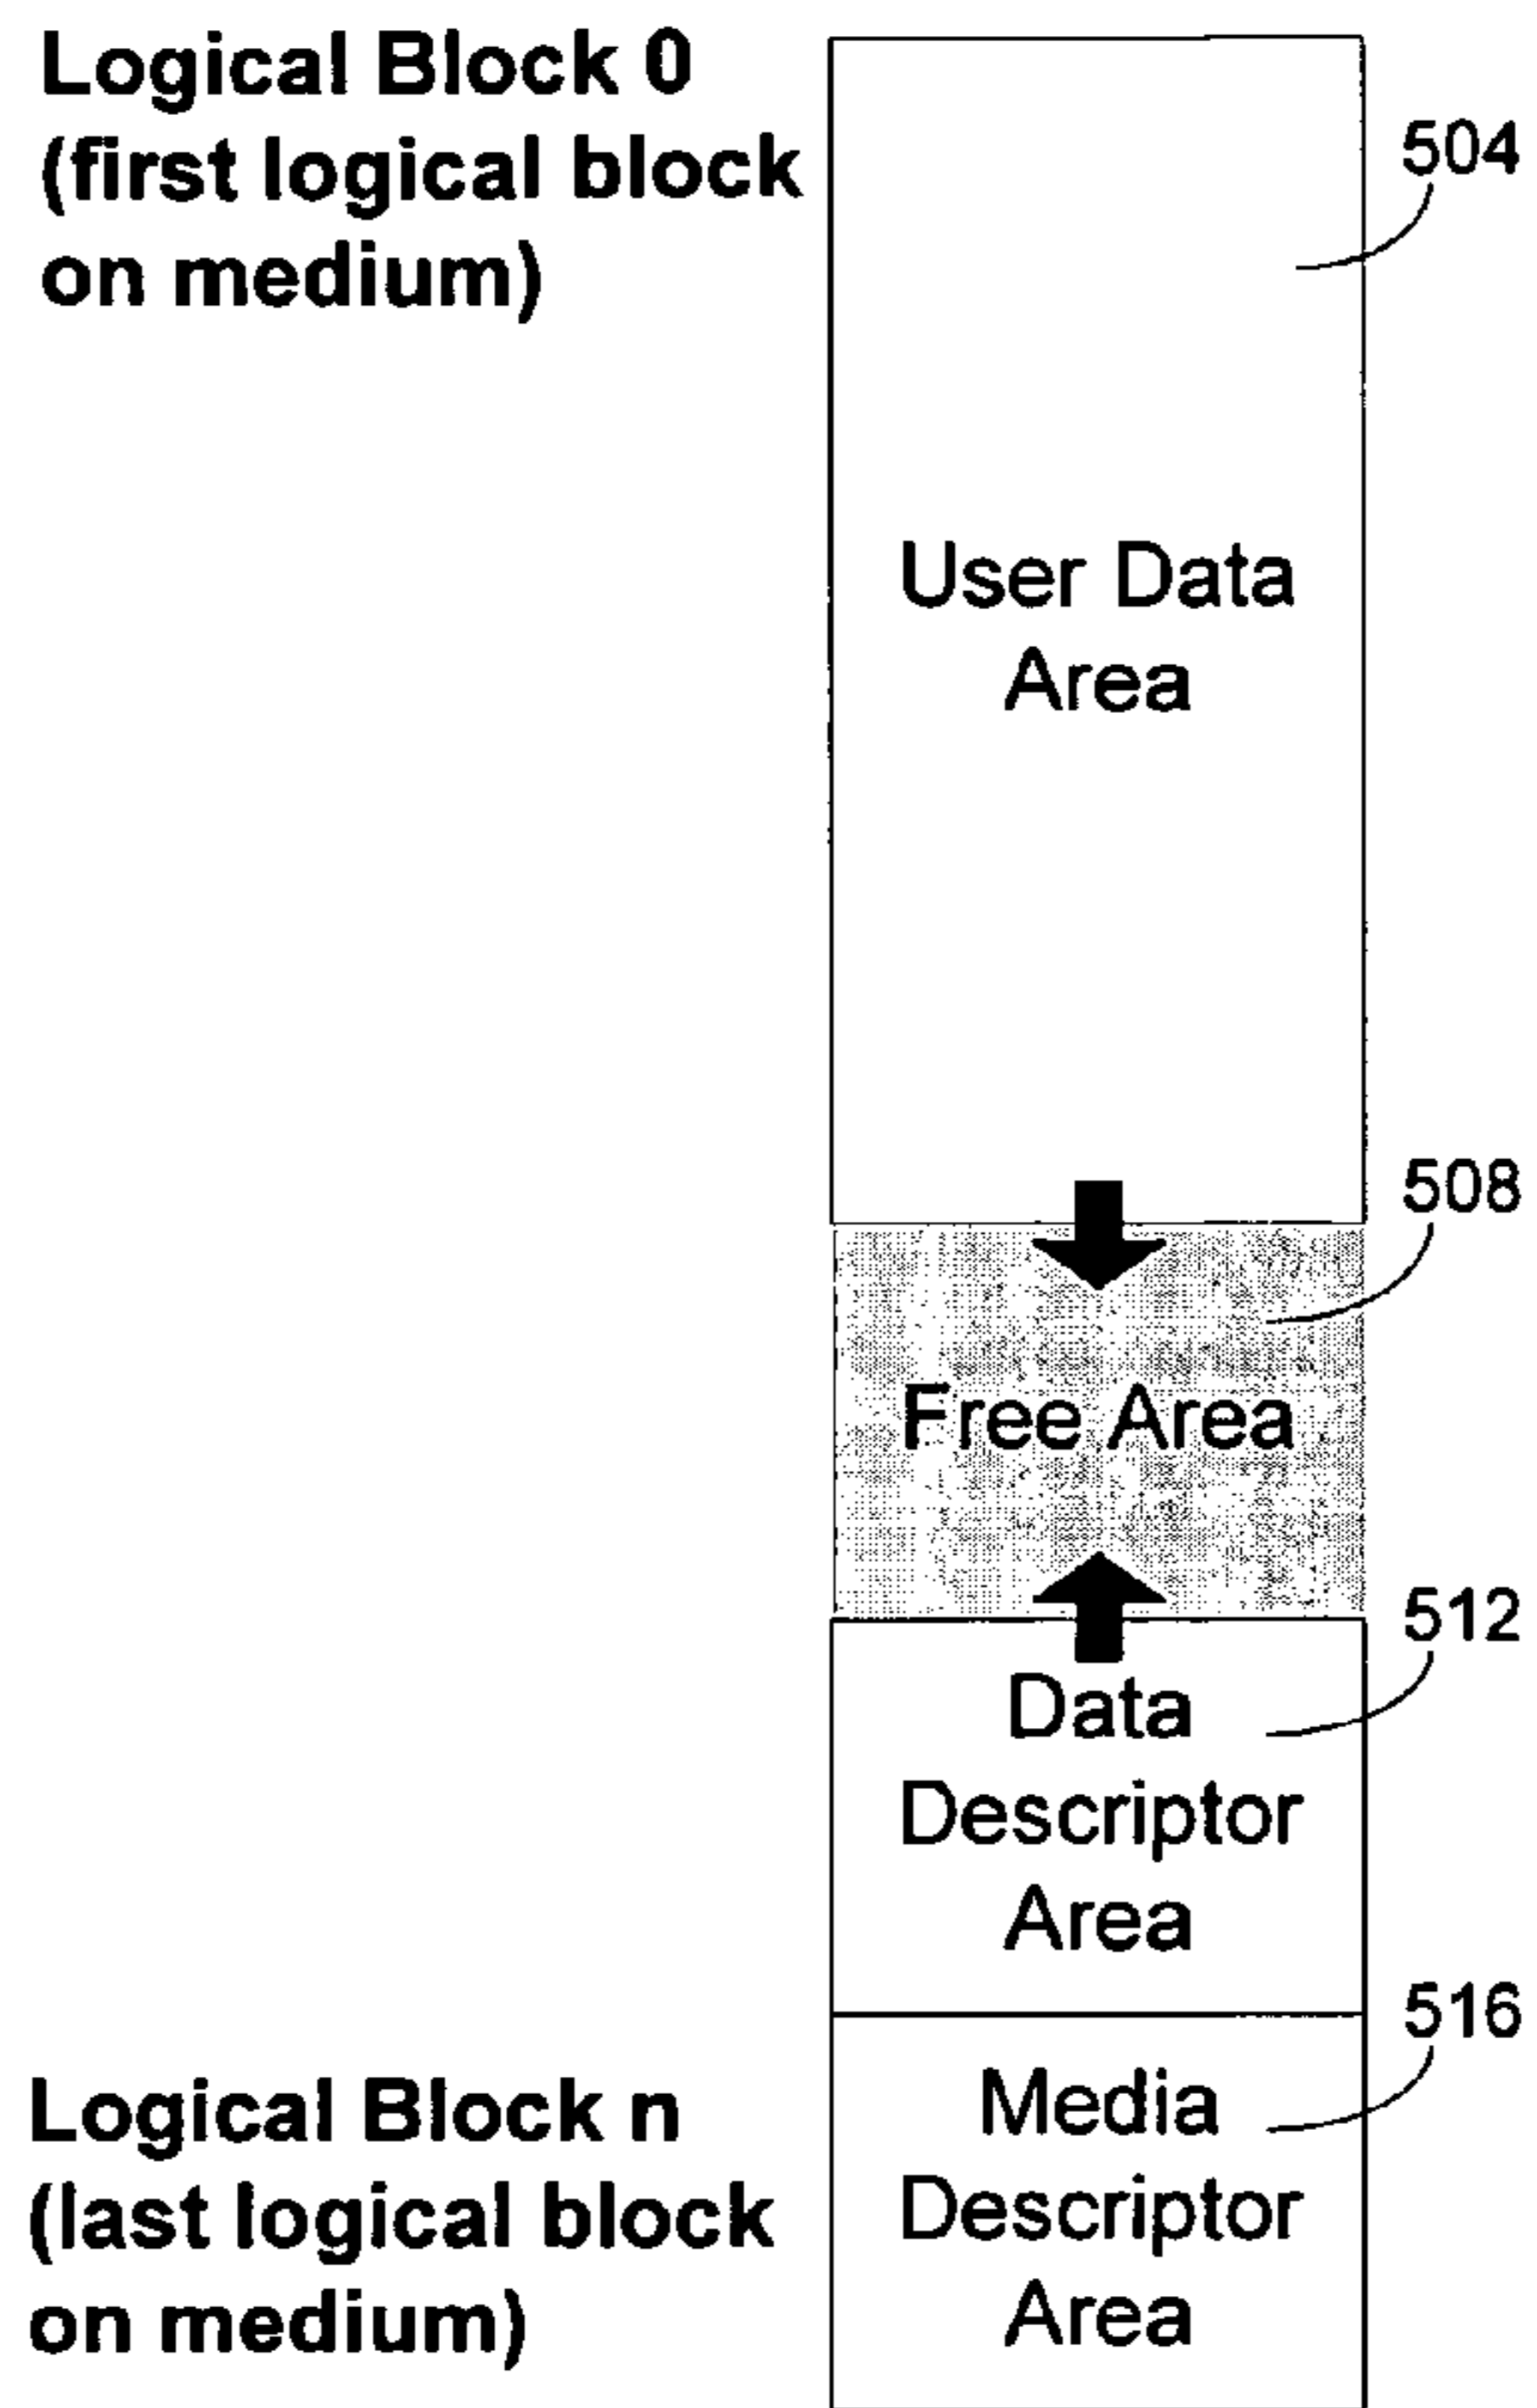 Logical Block 0
(first logical block
on medium)
504
User Data
Area
508
Free Area
512
Data
Descriptor
Area
516
Media
Descriptor
Area
Logical Block n
(last logical block
on medium)